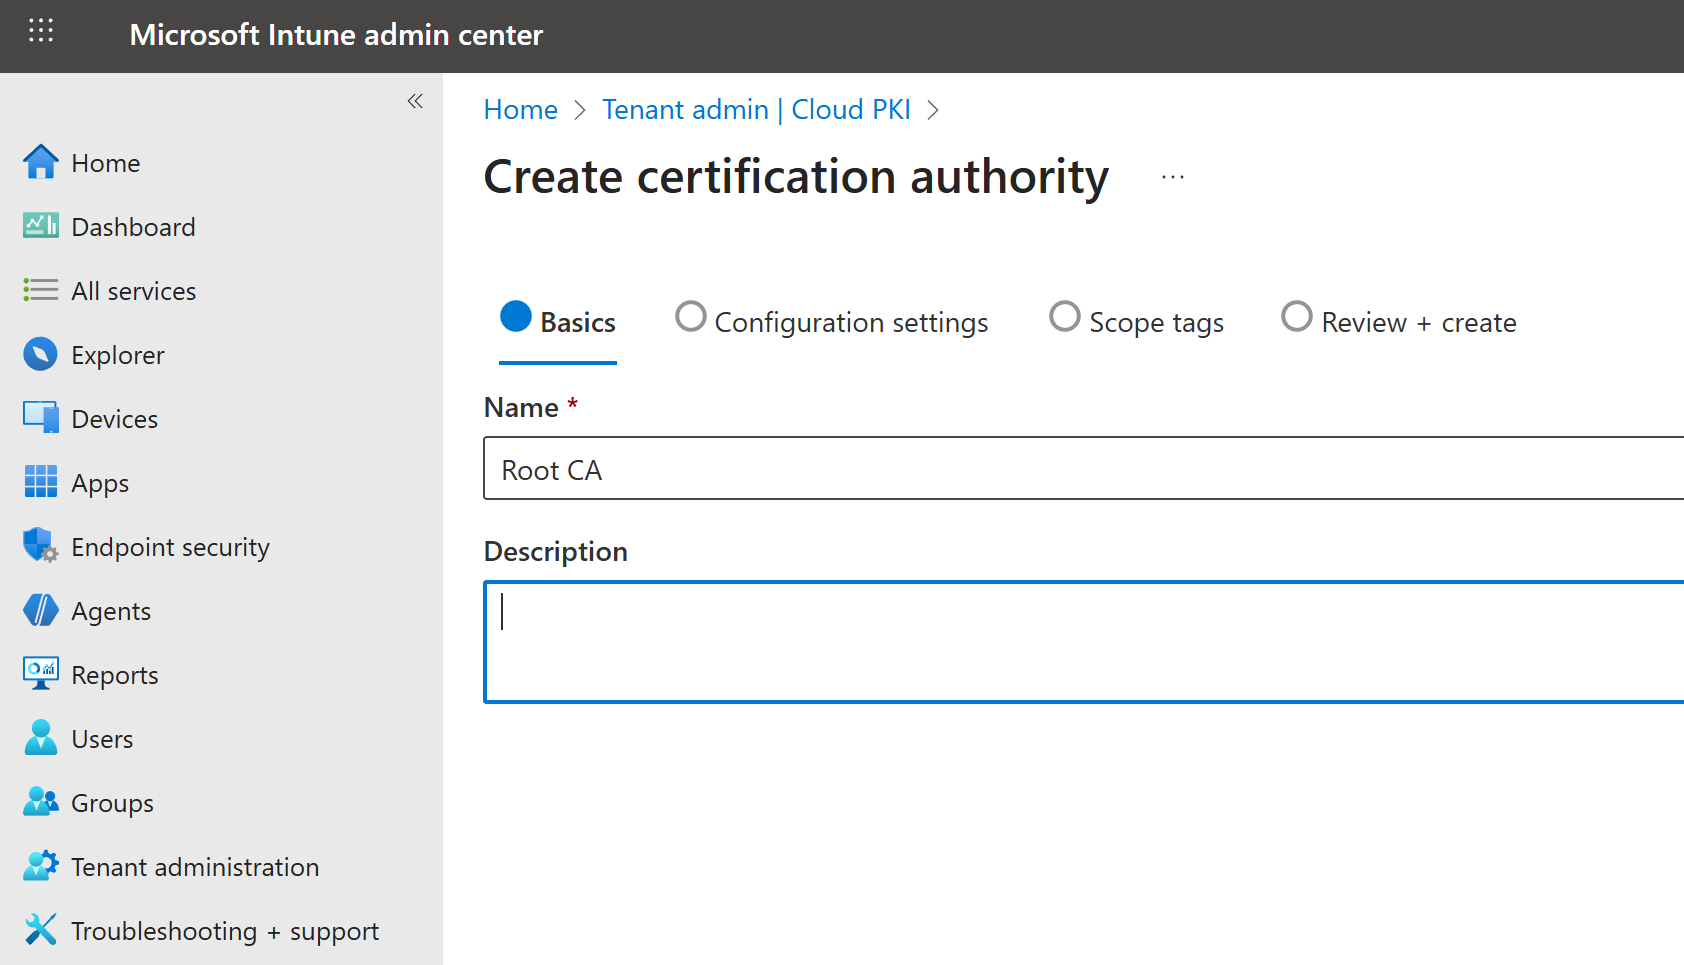 Microsoft Intune admin center
Home
Dashboard
All services
Explorer
Devices
Apps
Endpoint security
Agents
Reports
Users
Groups
Tenant administration
Troubleshooting + support
Home > Tenant admin | Cloud PKI >
Create certification authority ...
Basics Configuration settings Scope tags Review + create
Name *
Root CA
Description